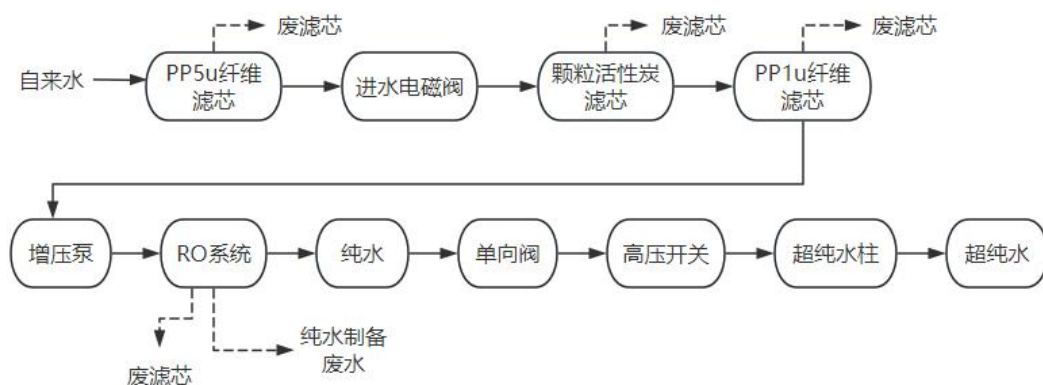 废滤芯
废滤芯
废滤芯
自来水
PP5u纤维
滤芯
进水电磁阀
颗粒活性炭
滤芯
PP1u纤维
滤芯
增压泵
RO系统
纯水
单向阀
高压开关
超纯水柱
超纯水
废滤芯
纯水制备
废水